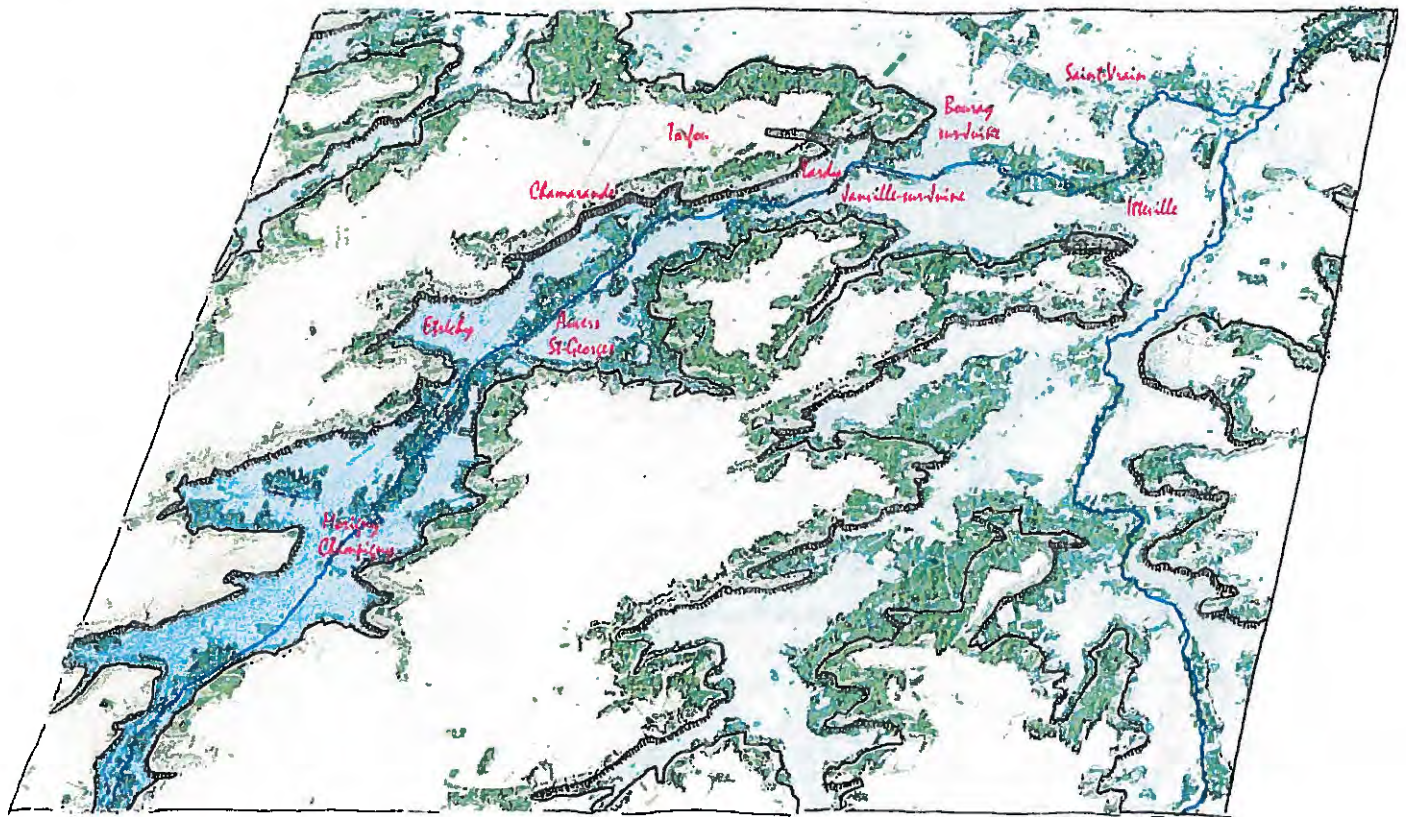 Saint-Vrain
Bouray
sur-Juine
Torfou
Lardy
Chamarande
Janville-sur-Juine
Itteville
Etréchy
Auvers
St-Georges
Morigny
Champigny